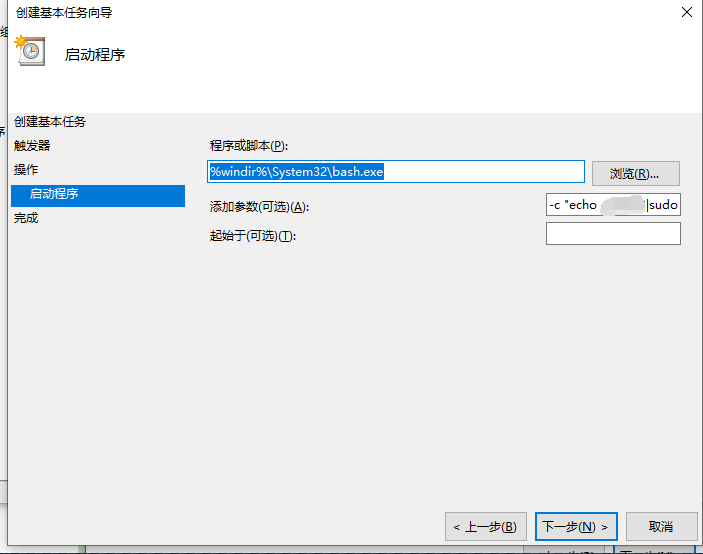 创建基本任务向导
启动程序
创建基本任务
触发器
操作
启动程序
完成
程序或脚本(P):
%windir%\System32\bash.exe
浏览(R)...
添加参数(可选)(A):
-c "echo |sudo
起始于(可选)(T):
< 上一步(B)
下一步(N) >
取消